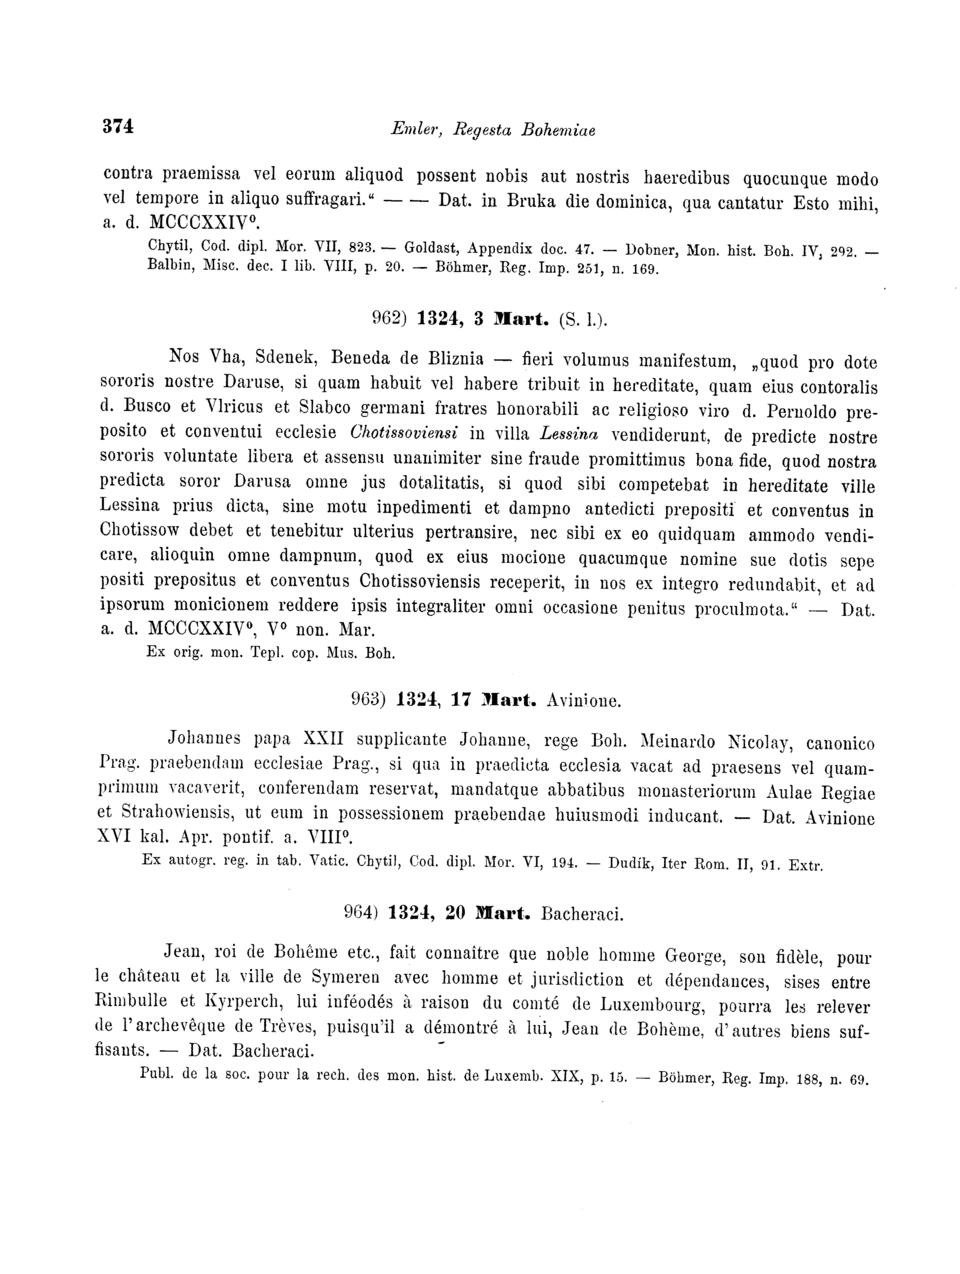 374 Emler, Regesta Bohemiae
contra praemissa vel eorum aliquod possent nobis aut nostris haeredibus quocunque modo
vel tempore in aliquo suffragari.“ — — Dat. in Bruka die dominica, qua cantatur Esto mihi,
a. d. MCCCXXIV⁰.
Chytil, Cod. dipl. Mor. VII, 823. — Goldast, Appendix doc. 47. — Dobner, Mon. hist. Boh. IV, 292. —
Balbin, Misc. dec. I lib. VIII, p. 20. — Böhmer, Reg. Imp. 251, n. 169.
962) 1324, 3 Mart. (S. l.).
Nos Vha, Sdenek, Beneda de Bliznia — fieri volumus manifestum, „quod pro dote
sororis nostre Daruse, si quam habuit vel habere tribuit in hereditate, quam eius contoralis
d. Busco et Vlricus et Slabco germani fratres honorabili ac religioso viro d. Pernoldo pre-
posito et conventui ecclesie Chotissoviensi in villa Lessina vendiderunt, de predicte nostre
sororis voluntate libera et assensu unanimiter sine fraude promittimus bona fide, quod nostra
predicta soror Darusa omne jus dotalitatis, si quod sibi competebat in hereditate ville
Lessina prius dicta, sine motu inpedimenti et dampno antedicti prepositi et conventus in
Chotissow debet et tenebitur ulterius pertransire, nec sibi ex eo quidquam ammodo vendi-
care, alioquin omne dampnum, quod ex eius mocione quacumque nomine sue dotis sepe
positi prepositus et conventus Chotissoviensis receperit, in nos ex integro redundabit, et ad
ipsorum monicionem reddere ipsis integraliter omni occasione penitus proculmota.“ — Dat.
a. d. MCCCXXIV⁰, V⁰ non. Mar.
Ex orig. mon. Tepl. cop. Mus. Boh.
963) 1324, 17 Mart. Avinione.
Johannes papa XXII supplicante Johanne, rege Boh. Meinardo Nicolay, canonico
Prag. praebendam ecclesiae Prag., si qua in praedicta ecclesia vacat ad praesens vel quam-
primum vacaverit, conferendam reservat, mandatque abbatibus monasteriorum Aulae Regiae
et Strahowiensis, ut eum in possessionem praebendae huiusmodi inducant. — Dat. Avinione
XVI kal. Apr. pontif. a. VIII⁰.
Ex autogr. reg. in tab. Vatic. Chytil, Cod. dipl. Mor. VI, 194. — Dudík, Iter Rom. II, 91. Extr.
964) 1324, 20 Mart. Bacheraci.
Jean, roi de Bohême etc., fait connaitre que noble homme George, son fidèle, pour
le château et la ville de Symeren avec homme et jurisdiction et dépendances, sises entre
Rimbulle et Kyrperch, lui inféodés à raison du comté de Luxembourg, pourra les relever
de l'archevêque de Trèves, puisqu'il a démontré à lui, Jean de Bohème, d'autres biens suf-
fisants. — Dat. Bacheraci.
Publ. de la soc. pour la rech. des mon. hist. de Luxemb. XIX, p. 15. — Böhmer, Reg. Imp. 188, n. 69.